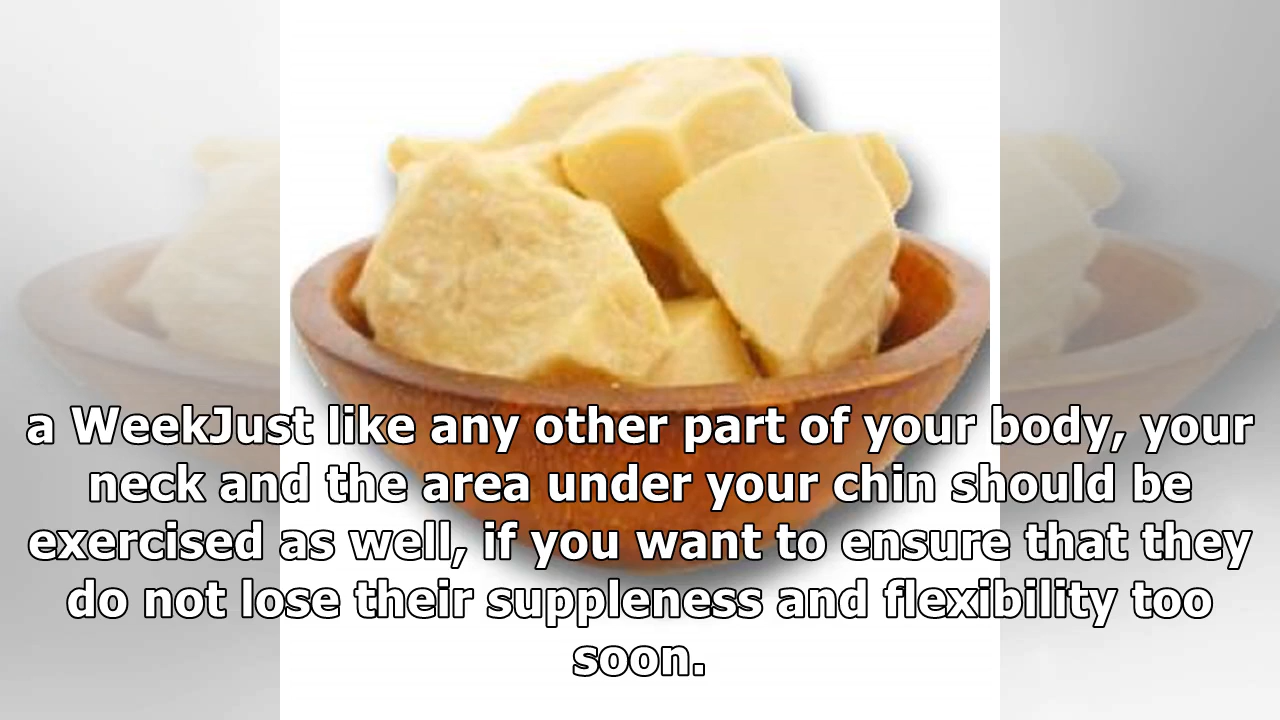 a WeekJust like any other part of your body, your
neck and the area under your chin should be
exercised as well, if you want to ensure that they
do not lose their suppleness and flexibility too
soon.